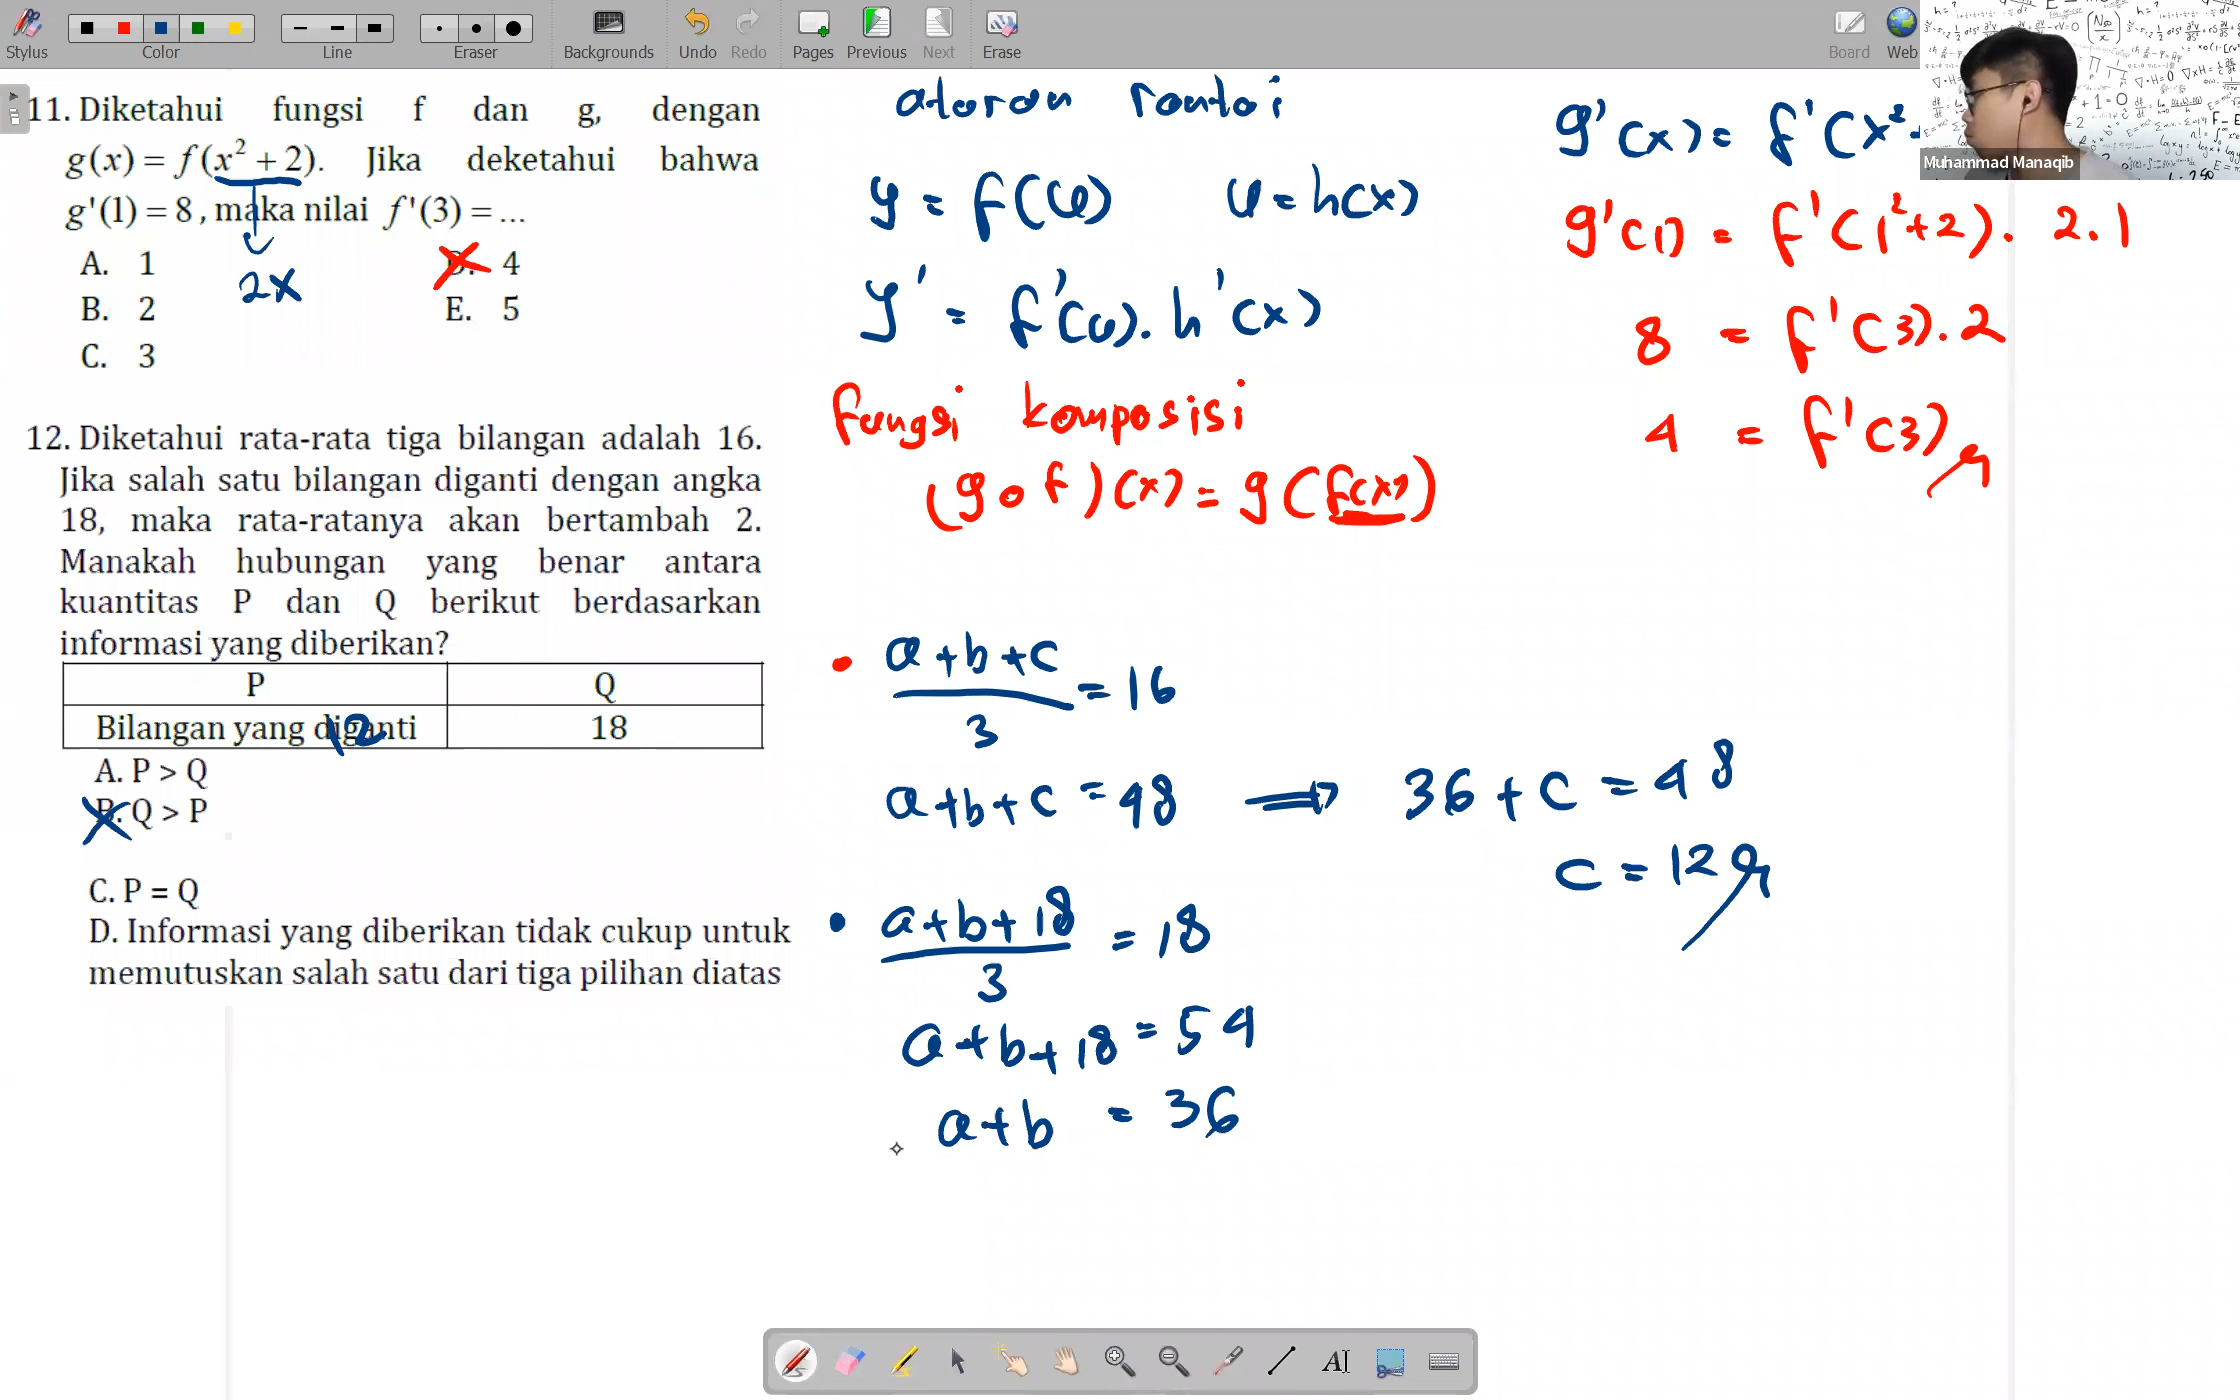 Stylus Color Line Eraser Backgrounds Undo Redo Pages Previous Next Erase Board Web
11. Diketahui fungsi f dan g, dengan
g(x) = f(x² + 2). Jika deketahui bahwa
g'(1) = 8, maka nilai f'(3) = ...
2x
A. 1
B. 2
C. 3
D. 4
E. 5
12. Diketahui rata-rata tiga bilangan adalah 16.
Jika salah satu bilangan diganti dengan angka
18, maka rata-ratanya akan bertambah 2.
Manakah hubungan yang benar antara
kuantitas P dan Q berikut berdasarkan
informasi yang diberikan?
P Q
Bilangan yang diganti 18
12
A. P > Q
B. Q > P
C. P = Q
D. Informasi yang diberikan tidak cukup untuk
memutuskan salah satu dari tiga pilihan diatas
aturan rantai
y = f(u) u = h(x)
y' = f'(u). h'(x)
fungsi komposisi
(g o f)(x) = g(f(x))
a+b+c / 3 = 16
a+b+c = 48 ⟹ 36 + c = 48
c = 12
a+b+18 / 3 = 18
a+b+18 = 54
a+b = 36
g'(x) = f'(x²
g'(1) = f'(1²+2). 2.1
8 = f'(3).2
4 = f'(3)
Muhammad Manaqib